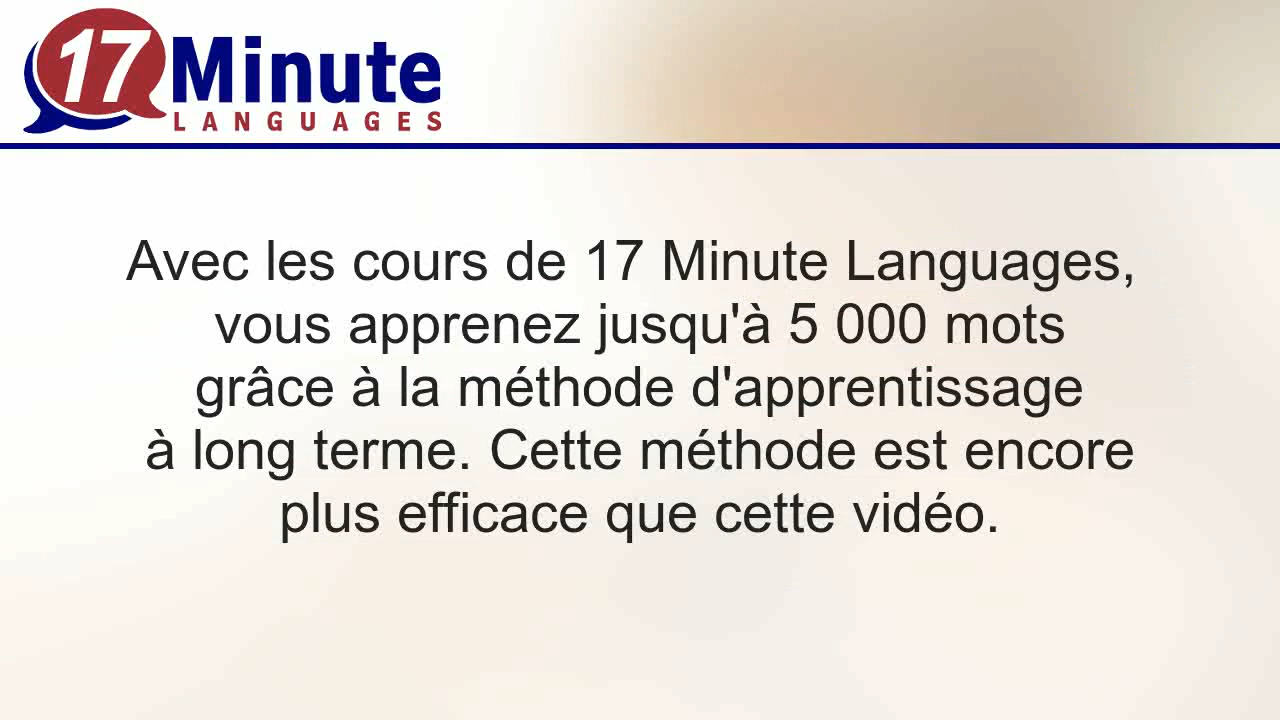 17 Minute
LANGUAGES
Avec les cours de 17 Minute Languages,
vous apprenez jusqu'à 5 000 mots
grâce à la méthode d'apprentissage
à long terme. Cette méthode est encore
plus efficace que cette vidéo.